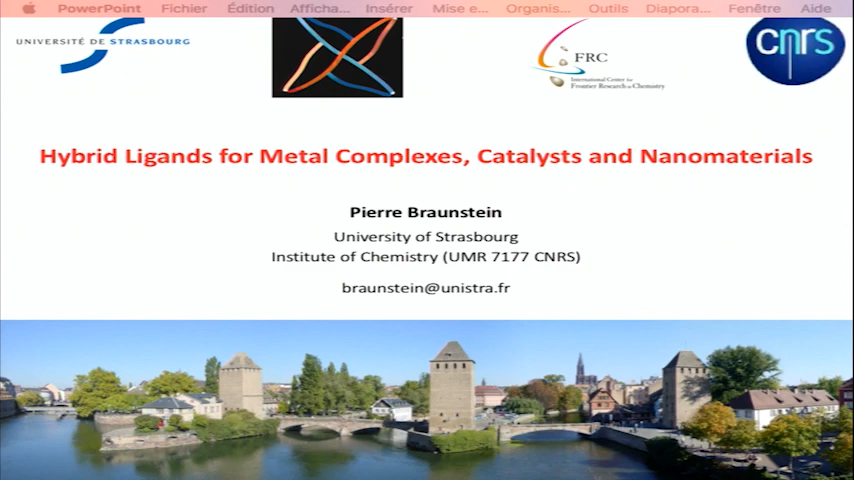 PowerPoint Fichier Édition Afficha... Insérer Mise e... Organis... Outils Diapora... Fenêtre Aide
UNIVERSITÉ DE STRASBOURG
FRC
International Center for
Frontier Research in Chemistry
cnrs
Hybrid Ligands for Metal Complexes, Catalysts and Nanomaterials
Pierre Braunstein
University of Strasbourg
Institute of Chemistry (UMR 7177 CNRS)
braunstein@unistra.fr